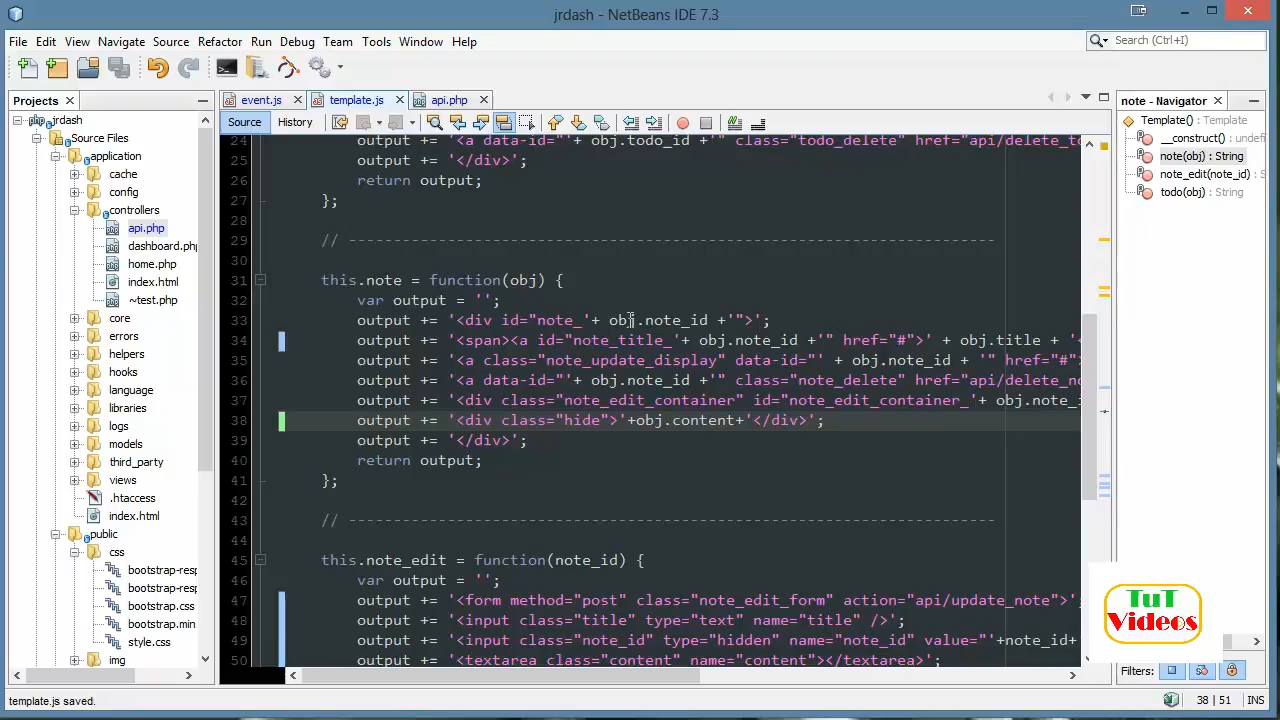 jrdash - NetBeans IDE 7.3
File Edit View Navigate Source Refactor Run Debug Team Tools Window Help
Search (Ctrl+I)
Projects
event.js template.js api.php
note - Navigator
Source History
jrdash
Source Files
application
cache
config
controllers
api.php
dashboard.php
home.php
index.html
~test.php
core
errors
helpers
hooks
language
libraries
logs
models
third_party
.htaccess
index.html
public
css
bootstrap-resp
bootstrap-resp
bootstrap.css
bootstrap.min
style.css
img
24 output += '<a data-id="'+ obj.todo_id +'" class="todo_delete" href="api/delete_to
25 output += '</div>';
26 return output;
27 };
28
29 // ------------------------------------------------------------------------
30
31 this.note = function(obj) {
32 var output = '';
33 output += '<div id="note_'+ obj.note_id +'">';
34 output += '<span><a id="note_title_'+ obj.note_id +'" href="#">' + obj.title + '<
35 output += '<a class="note_update_display" data-id="' + obj.note_id + '" href="#">
36 output += '<a data-id="'+ obj.note_id +'" class="note_delete" href="api/delete_no
37 output += '<div class="note_edit_container" id="note_edit_container_'+ obj.note_i
38 output += '<div class="hide">'+obj.content+'</div>';
39 output += '</div>';
40 return output;
41 };
42
43 // ------------------------------------------------------------------------
44
45 this.note_edit = function(note_id) {
46 var output = '';
47 output += '<form method="post" class="note_edit_form" action="api/update_note">';
48 output += '<input class="title" type="text" name="title" />';
49 output += '<input class="note_id" type="hidden" name="note_id" value="'+note_id+
50 output += '<textarea class="content" name="content"></textarea>';
Template()
__construct() : undefi
note(obj) : String
note_edit(note_id) : S
todo(obj) : String
TuT
Videos
Filters:
template.js saved.
38 | 51 INS